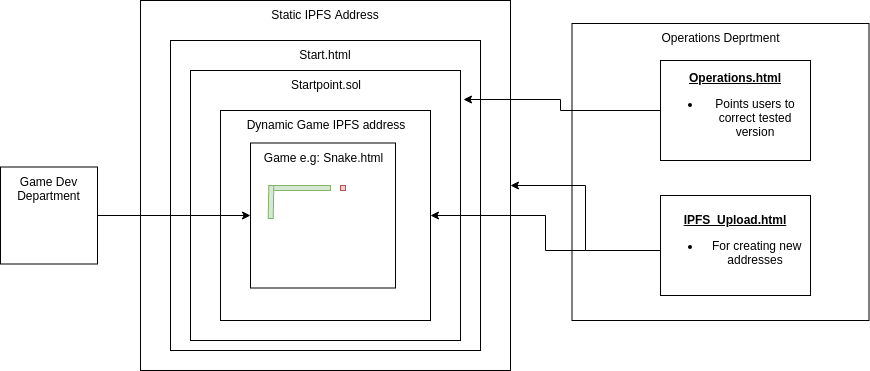 Static IPFS Address
Start.html
Startpoint.sol
Dynamic Game IPFS address
Game e.g: Snake.html
Game Dev
Department
Operations Deprtment
Operations.html
• Points users to
correct tested
version
IPFS_Upload.html
• For creating new
addresses